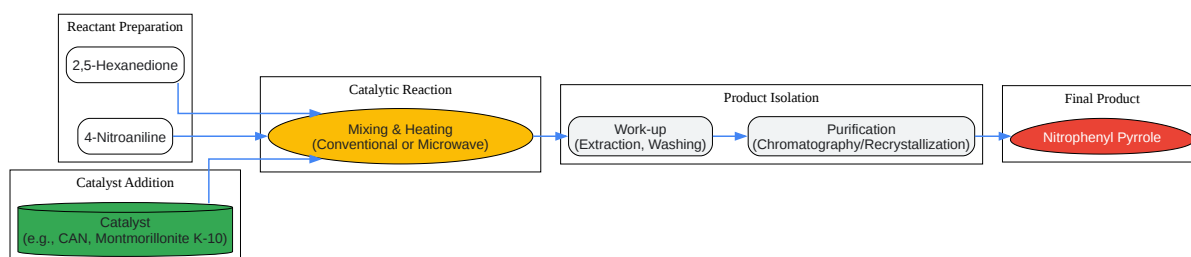 Reactant Preparation
2,5-Hexanedione
4-Nitroaniline
Catalyst Addition
Catalyst
(e.g., CAN, Montmorillonite K-10)
Catalytic Reaction
Mixing & Heating
(Conventional or Microwave)
Product Isolation
Work-up
(Extraction, Washing)
Purification
(Chromatography/Recrystallization)
Final Product
Nitrophenyl Pyrrole